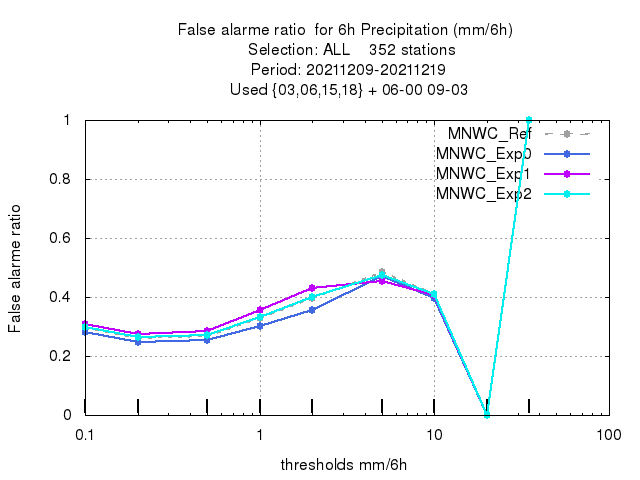 False alarme ratio  for 6h Precipitation (mm/6h)
Selection: ALL    352 stations
Period: 20211209-20211219
Used {03,06,15,18} + 06-00 09-03
1
0.8
0.6
0.4
0.2
0
False alarme ratio
MNWC_Ref
MNWC_Exp0
MNWC_Exp1
MNWC_Exp2
0.1
1
10
100
thresholds mm/6h